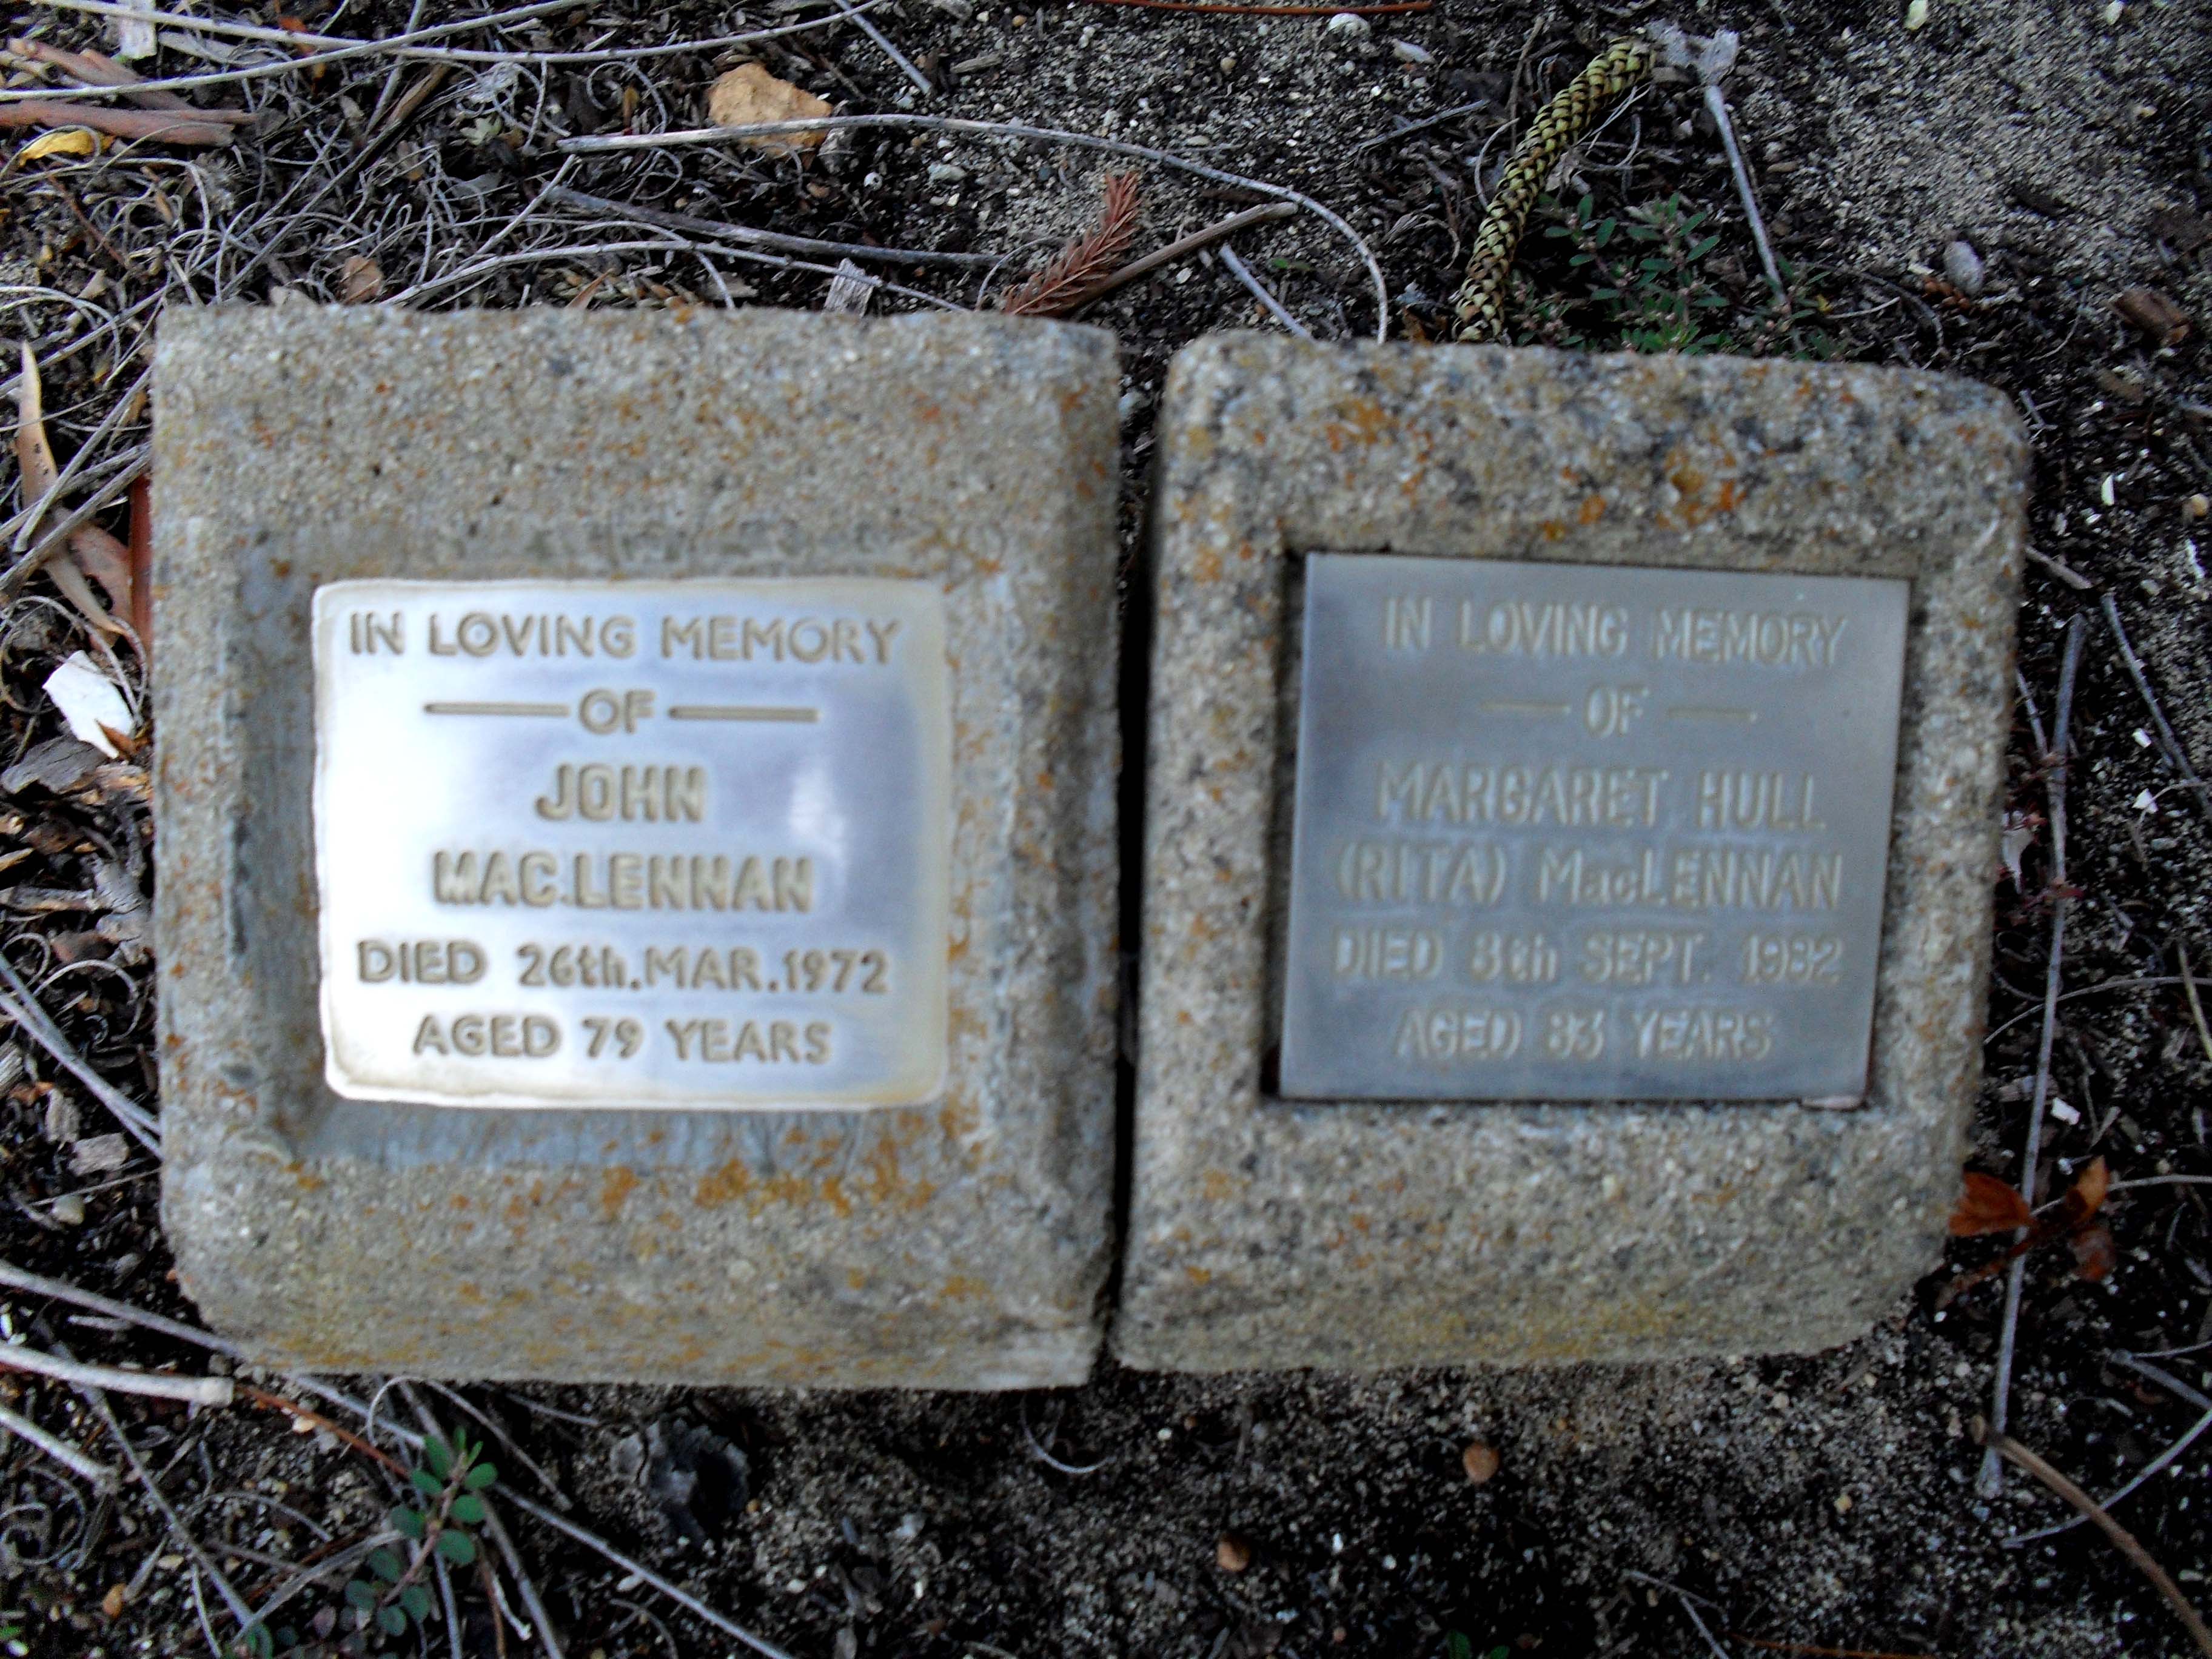 IN LOVING MEMORY
OF
JOHN
MAC.LENNAN
DIED 26th.MAR.1972
AGED 79 YEARS
IN LOVING MEMORY
OF
MARGARET HULL
(RITA) MacLENNAN
DIED 8th SEPT. 1982
AGED 83 YEARS